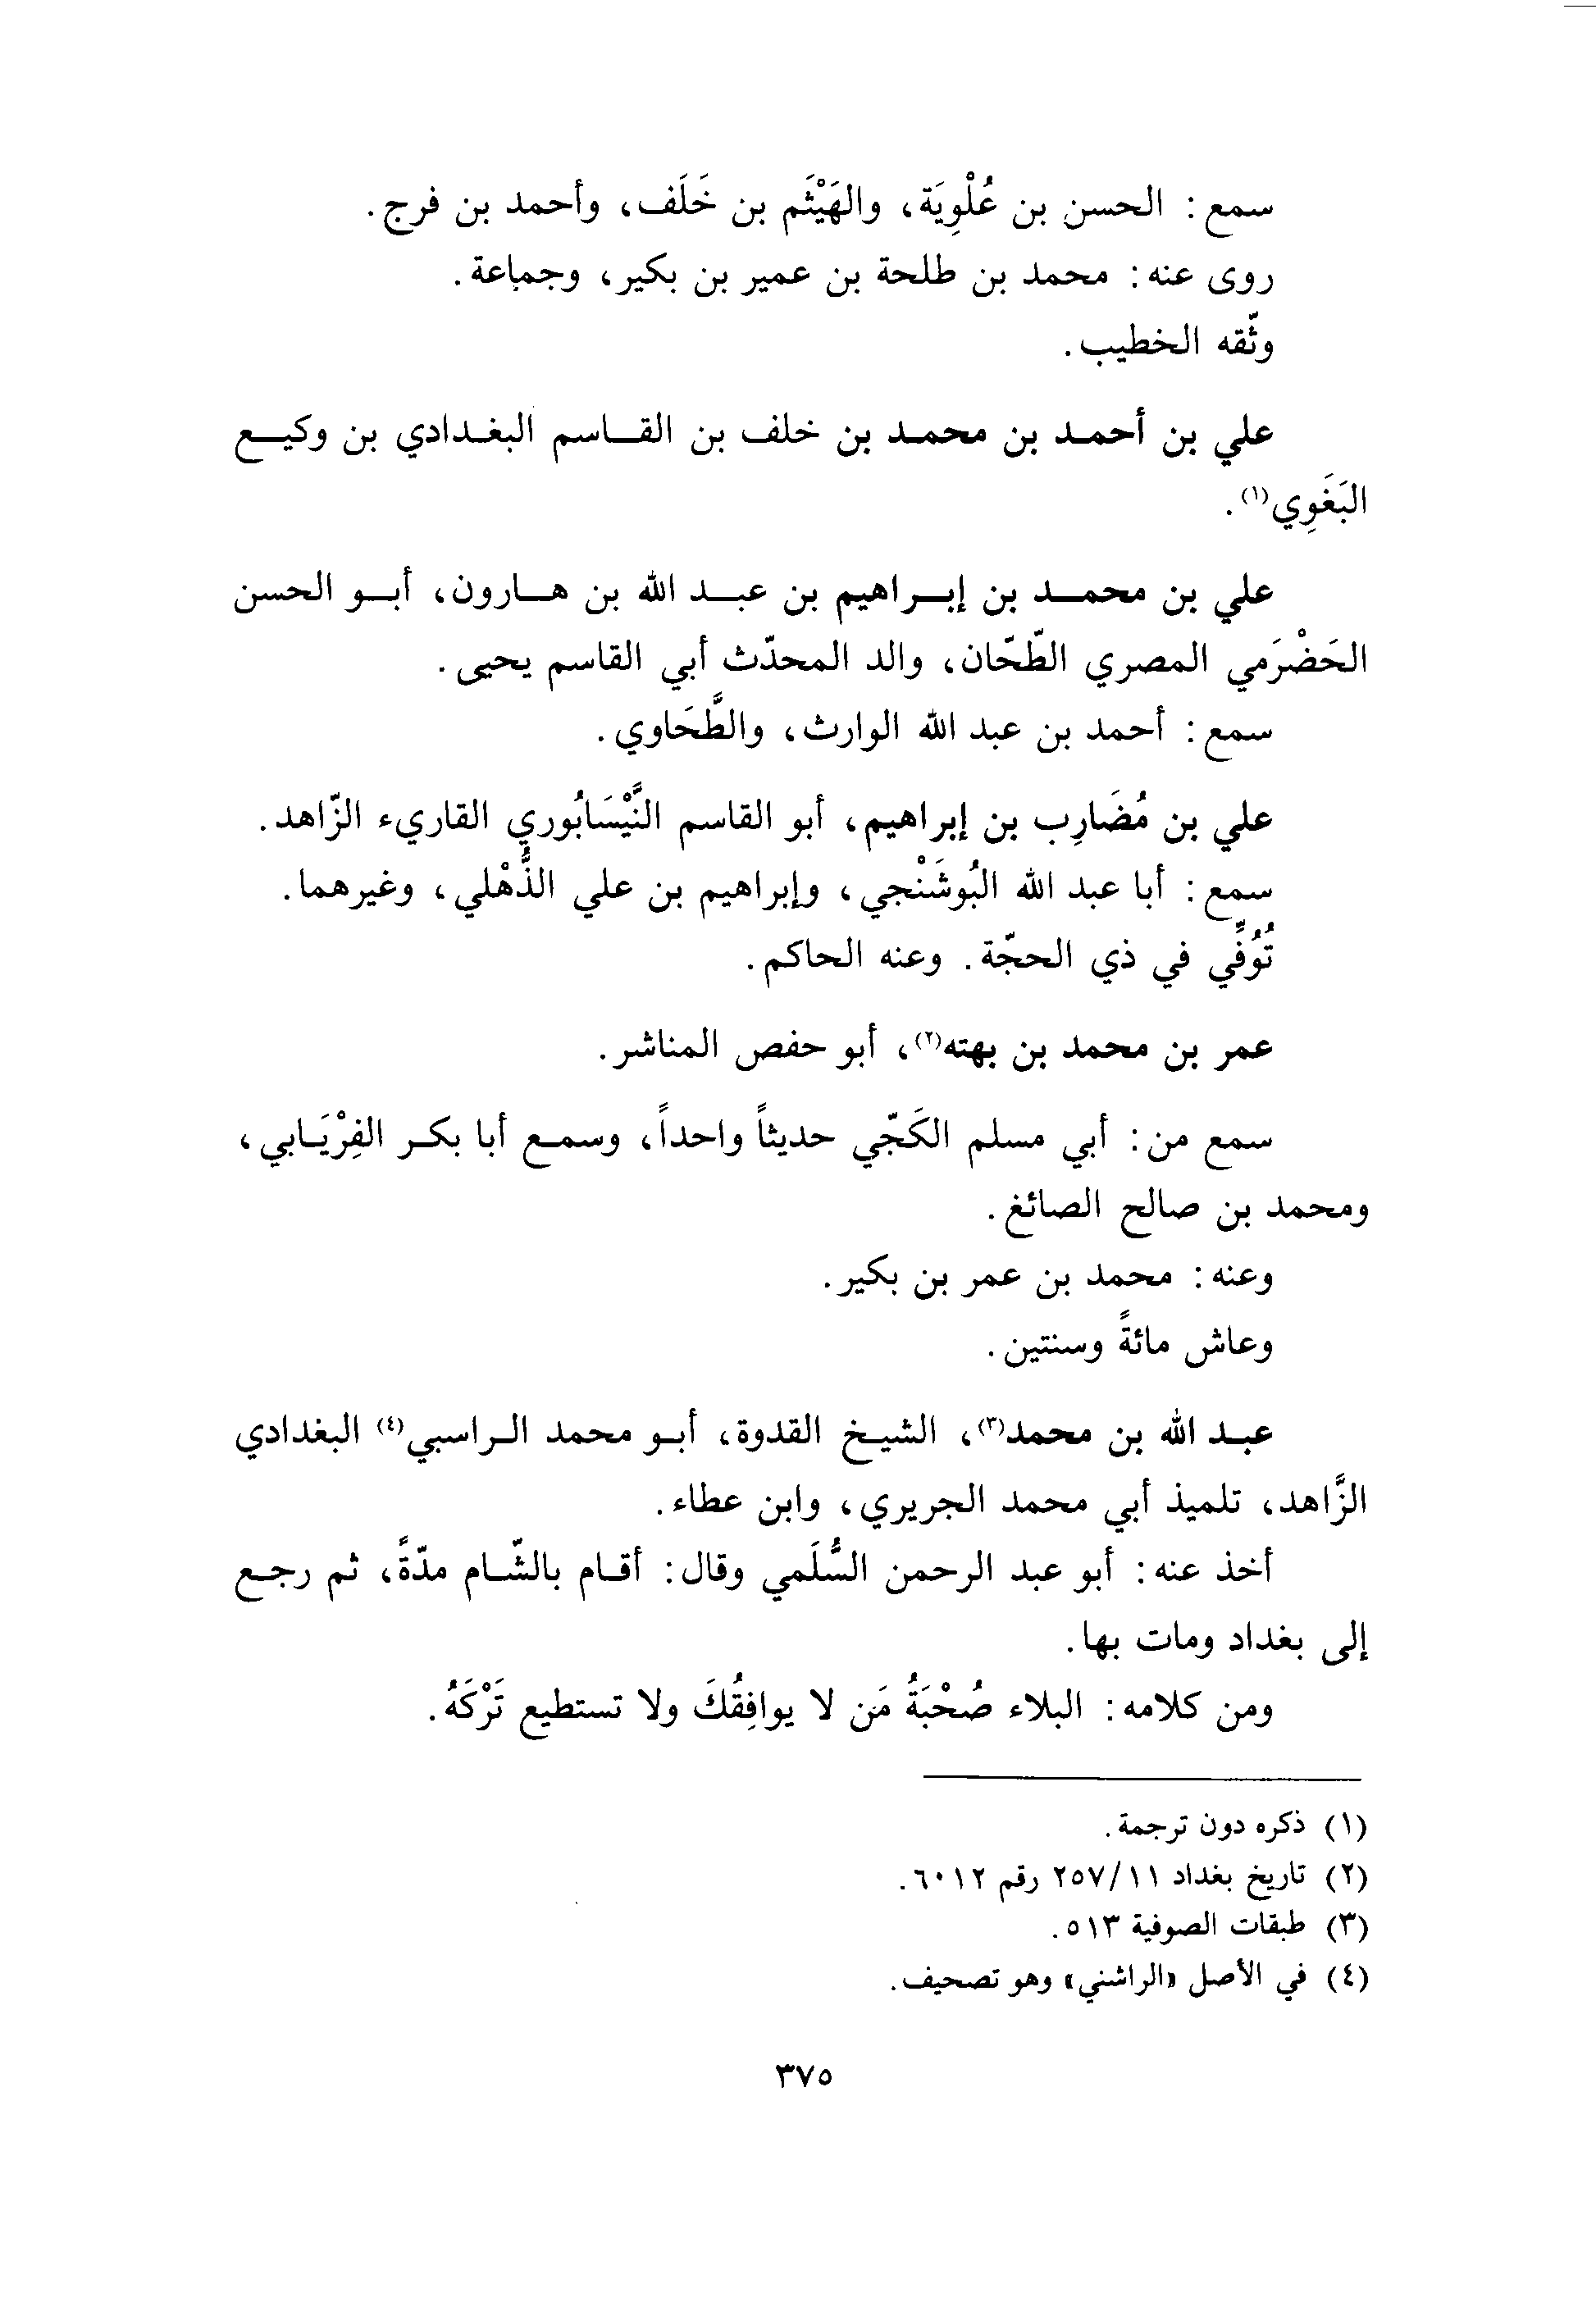 سمع: الحسن بن عُلْوِيَة، والهَيْثَم بن خَلَف، وأحمد بن فرج.
روى عنه: محمد بن طلحة بن عمير بن بكير، وجماعة.
وثّقه الخطيب.
علي بن أحمد بن محمد بن خلف بن القاسم البغدادي بن وكيع
البَغَوِي(١).
علي بن محمد بن إبراهيم بن عبد الله بن هارون، أبو الحسن
الحَضْرَمي المصري الطّحّان، والد المحدّث أبي القاسم يحيى.
سمع: أحمد بن عبد الله الوارث، والطَّحَاوي.
علي بن مُضَارِب بن إبراهيم، أبو القاسم النَّيْسَابُوري القاريء الزّاهد.
سمع: أبا عبد الله البُوشَنْجي، وإبراهيم بن علي الذُّهْلي، وغيرهما.
تُوُفِّي في ذي الحجّة. وعنه الحاكم.
عمر بن محمد بن بهته(٢)، أبو حفص المناشر.
سمع من: أبي مسلم الكَجّي حديثاً واحداً، وسمع أبا بكر الفِرْيَابي،
ومحمد بن صالح الصائغ.
وعنه: محمد بن عمر بن بكير.
وعاش مائةً وسنتين.
عبد الله بن محمد(٣)، الشيخ القدوة، أبو محمد الراسبي(٤) البغدادي
الزَّاهد، تلميذ أبي محمد الجريري، وابن عطاء.
أخذ عنه: أبو عبد الرحمن السُّلَمي وقال: أقام بالشّام مدّةً، ثم رجع
إلى بغداد ومات بها.
ومن كلامه: البلاء صُحْبَةُ مَن لا يوافِقُكَ ولا تستطيع تَرْكَهُ.
(١) ذكره دون ترجمة.
(٢) تاريخ بغداد ٢٥٧/١١ رقم ٦٠١٢.
(٣) طبقات الصوفية ٥١٣.
(٤) في الأصل «الراشني» وهو تصحيف.
٣٧٥